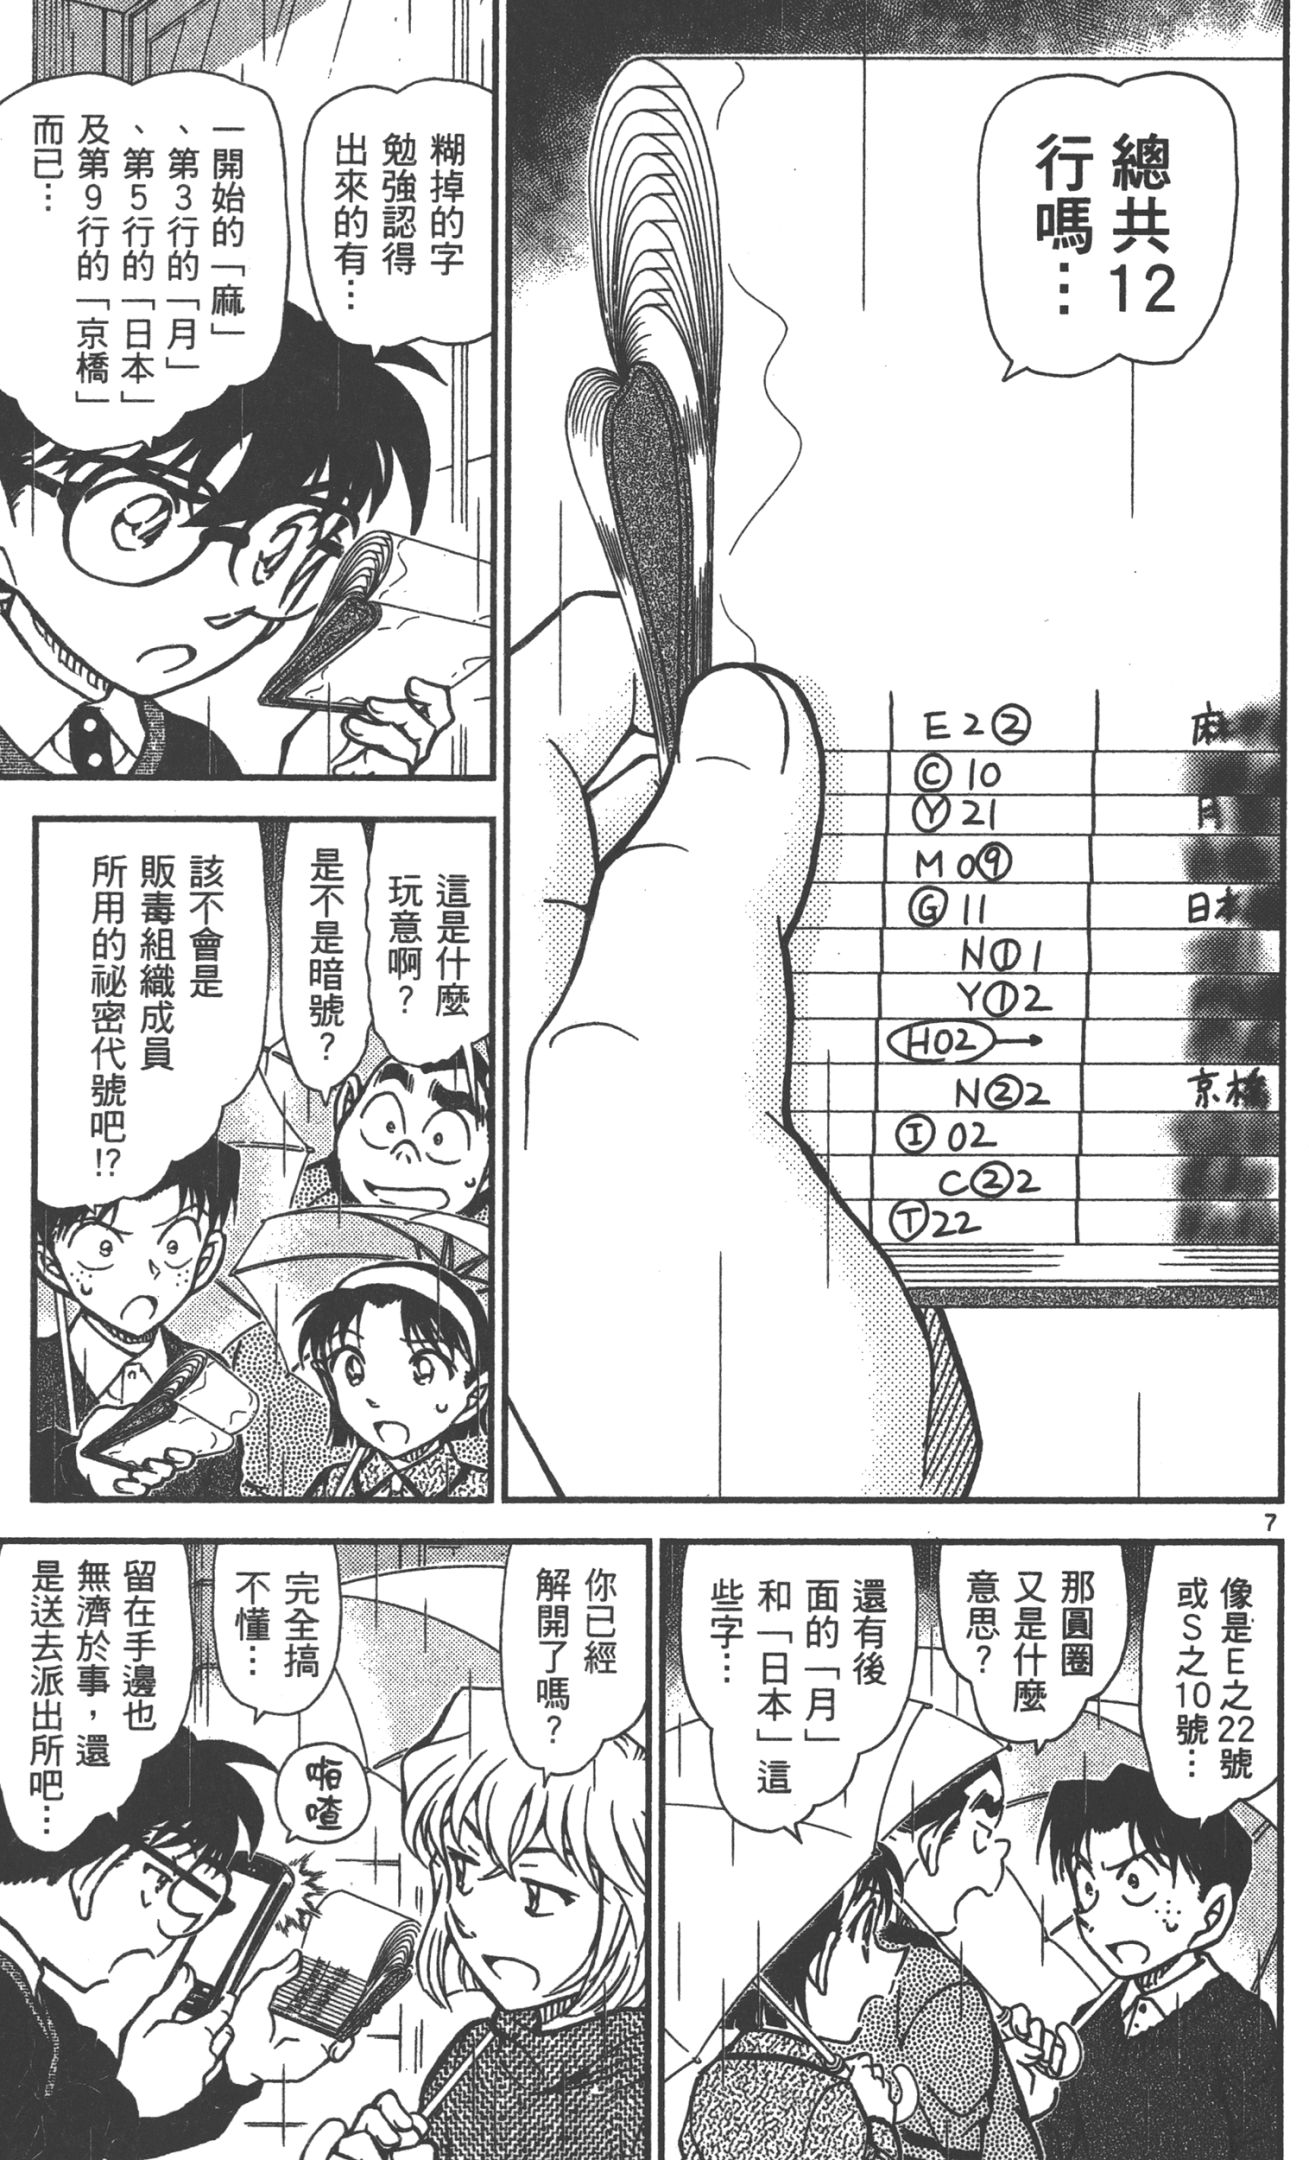 總共12
行嗎…
E2②
麻
Ⓒ10
Ⓨ21
月
M0⑨
Ⓖ11
日本
N①1
Y①2
H02→
N②2
京橋
Ⓘ02
C②2
Ⓣ22
糊掉的字
勉強認得
出來的有…
一開始的「麻」
、第3行的「月」
、第5行的「日本」
及第9行的「京橋」
而已…
這是什麼
玩意啊?
是不是暗號?
該不會是
販毒組織成員
所用的祕密代號吧!?
7
像是E之22號
或S之10號…
那圓圈
又是什麼
意思?
還有後
面的「月」
和「日本」這
些字…
你已經
解開了嗎?
完全搞
不懂…
啪
喳
留在手邊也
無濟於事,還
是送去派出所吧…